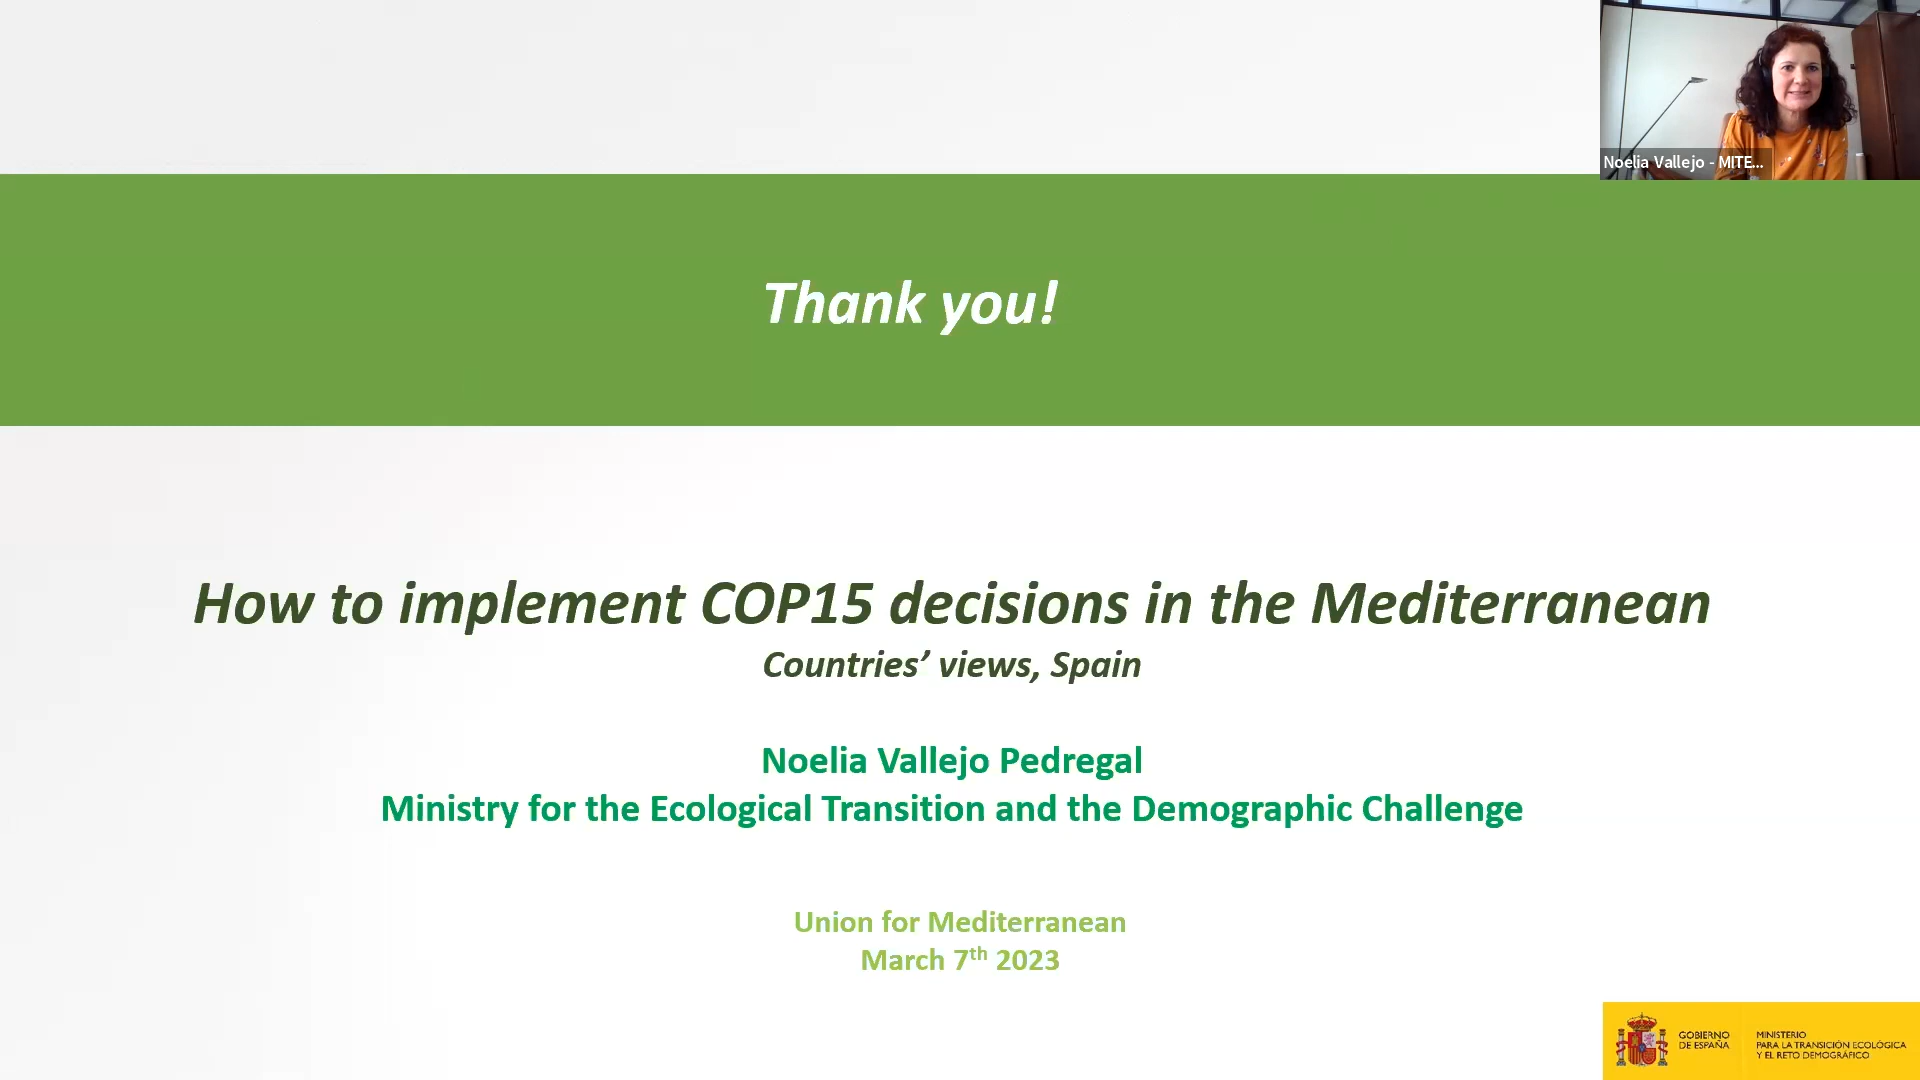 Noelia Vallejo - MITE...
Thank you!
How to implement COP15 decisions in the Mediterranean
Countries’ views, Spain
Noelia Vallejo Pedregal
Ministry for the Ecological Transition and the Demographic Challenge
Union for Mediterranean
March 7th 2023
GOBIERNO
DE ESPAÑA
MINISTERIO
PARA LA TRANSICIÓN ECOLÓGICA
Y EL RETO DEMOGRÁFICO